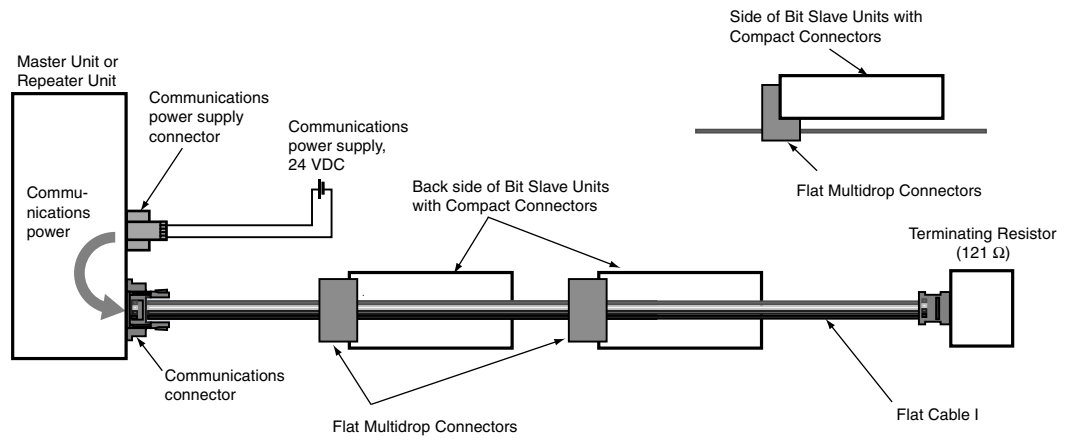 Side of Bit Slave Units with
Compact Connectors
Master Unit or
Repeater Unit
Communications
power supply
connector
Communications
power supply,
24 VDC
Commu-
nications
power
Back side of Bit Slave Units
with Compact Connectors
Flat Multidrop Connectors
Terminating Resistor
(121 Ω)
Communications
connector
Flat Multidrop Connectors
Flat Cable I